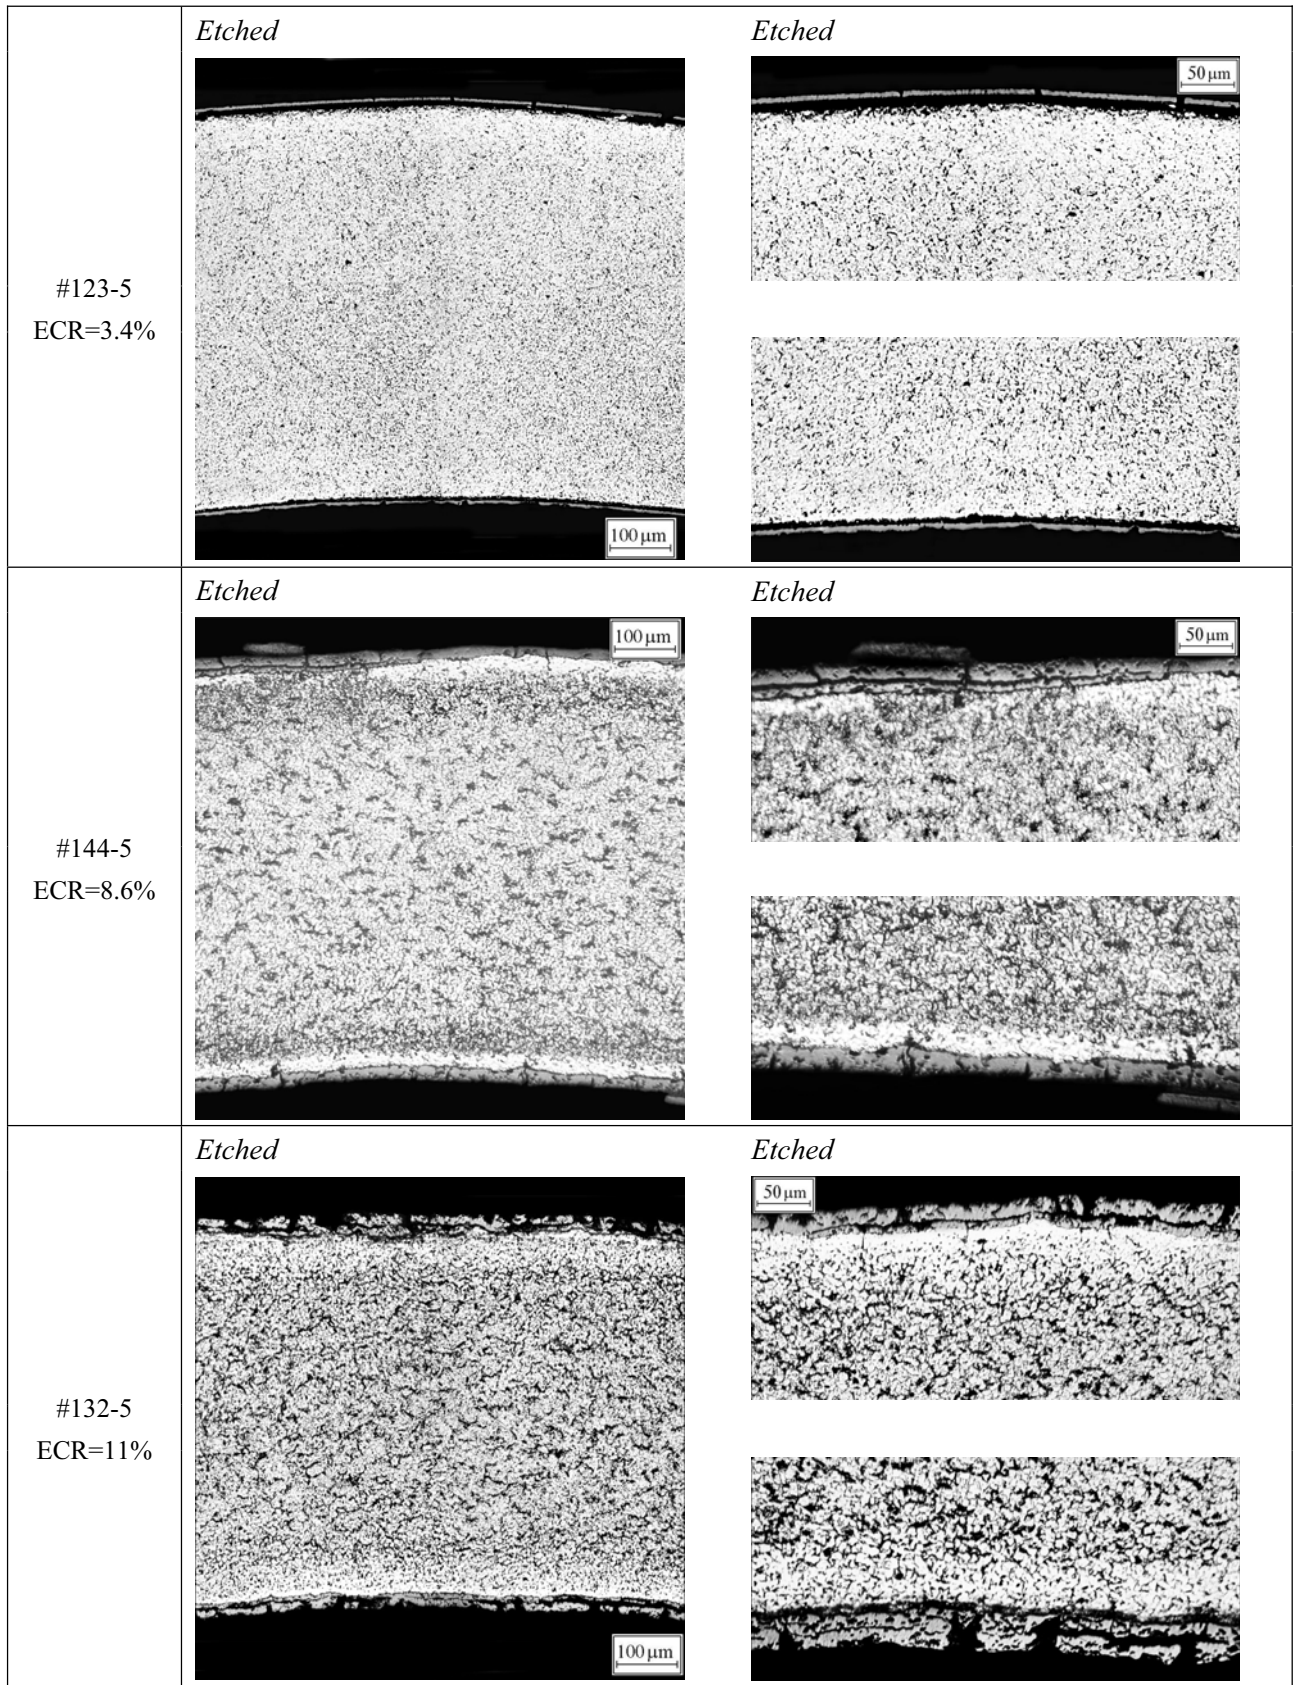 Etched
Etched
50 μm
#123-5
ECR=3.4%
100 μm
Etched
Etched
100 μm
50 μm
#144-5
ECR=8.6%
Etched
Etched
50 μm
#132-5
ECR=11%
100 μm